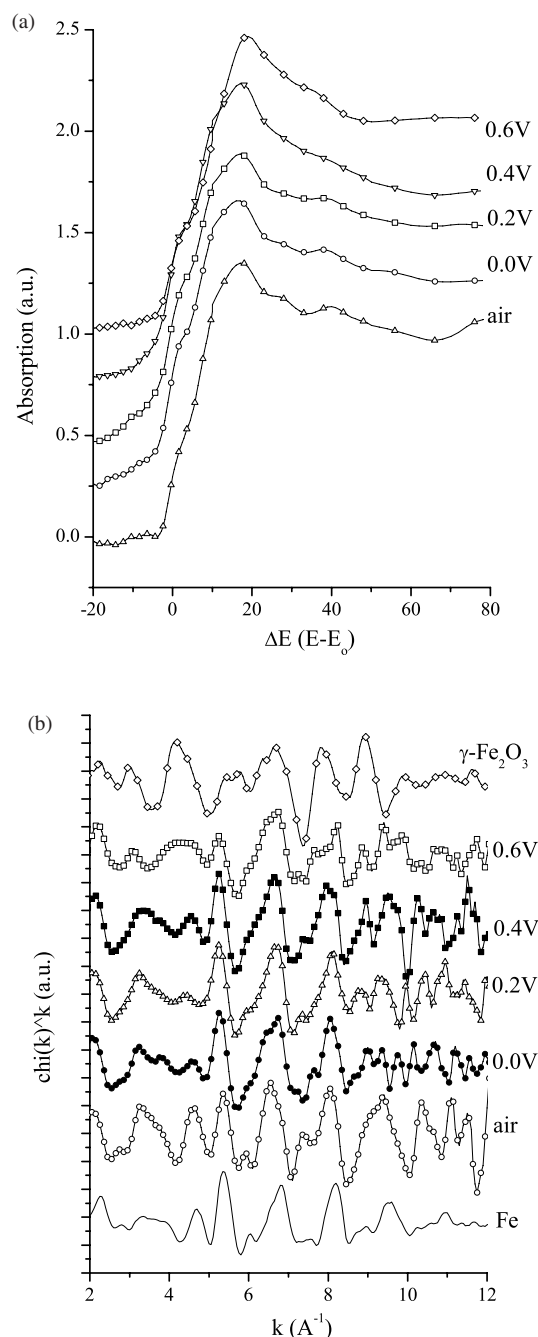 (a)
2.5
2.0
1.5
1.0
0.5
0.0
Absorption (a.u.)
0.6V
0.4V
0.2V
0.0V
air
-20 0 20 40 60 80
ΔE (E-Eₒ)
(b)
γ-Fe₂O₃
0.6V
0.4V
0.2V
0.0V
air
Fe
chi(k)^k (a.u.)
2 4 6 8 10 12
k (A⁻¹)